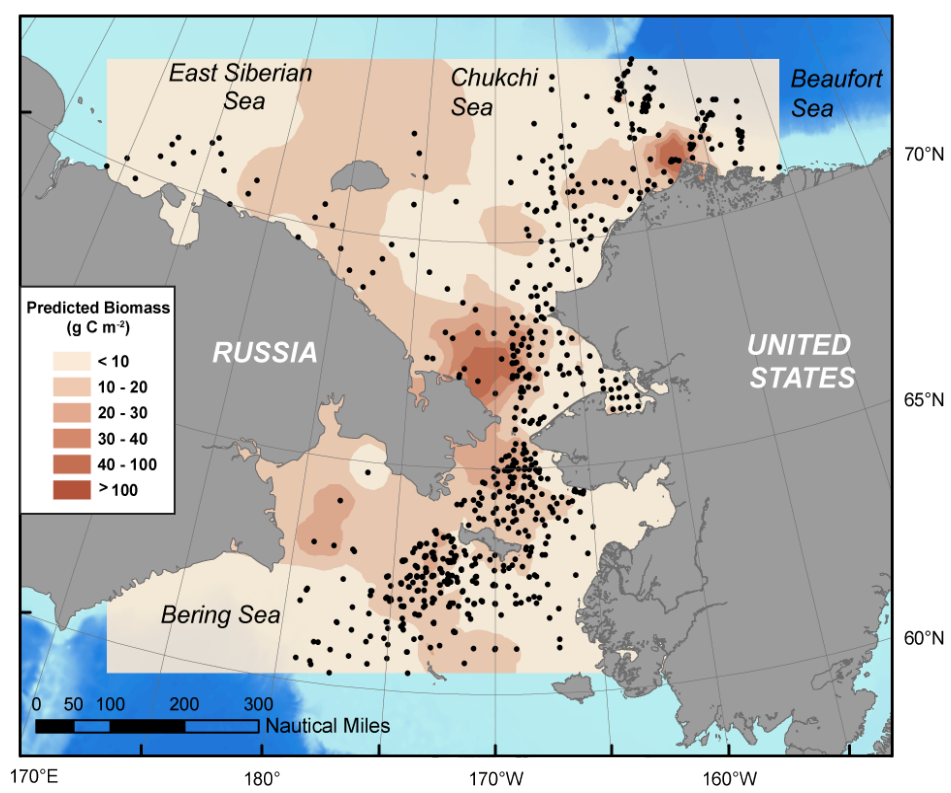 East Siberian
Sea
Chukchi
Sea
Beaufort
Sea
70°N
Predicted Biomass
(g C m⁻²)
< 10
10 - 20
20 - 30
30 - 40
40 - 100
> 100
RUSSIA
UNITED
STATES
65°N
Bering Sea
60°N
0 50 100 200 300
Nautical Miles
170°E 180° 170°W 160°W